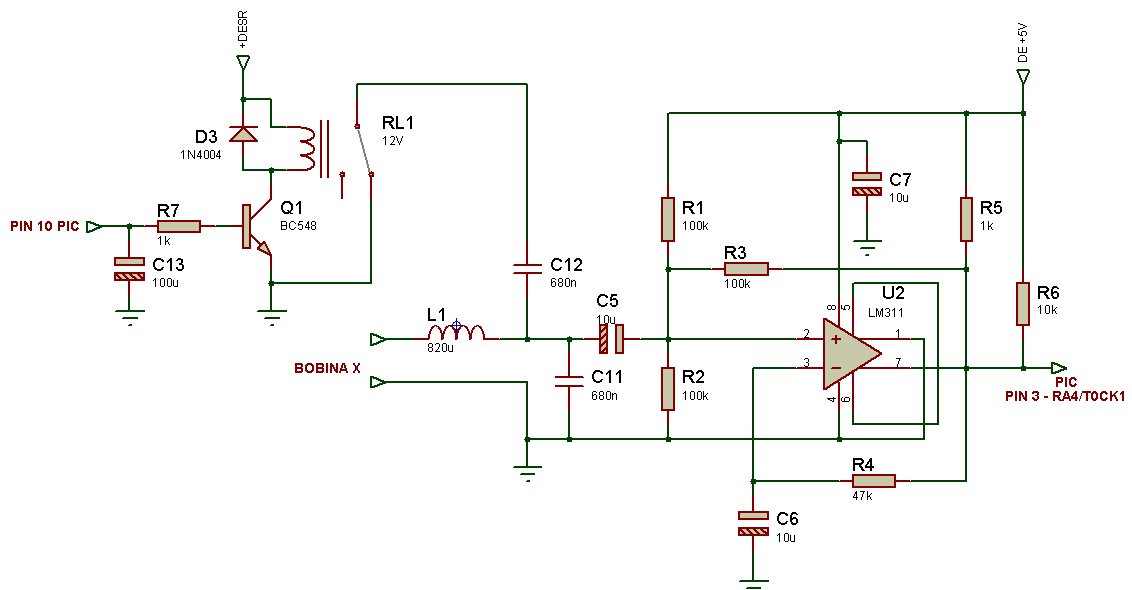 +DESR
DE +5V
D3
1N4004
RL1
12V
PIN 10 PIC
R7
1k
Q1
BC548
C13
100u
C12
680n
L1
820u
BOBINA X
C5
10u
C11
680n
R1
100k
R2
100k
R3
100k
C7
10u
R5
1k
R6
10k
U2
LM311
8
5
2
3
1
7
4
6
PIC
PIN 3 - RA4/T0CK1
R4
47k
C6
10u